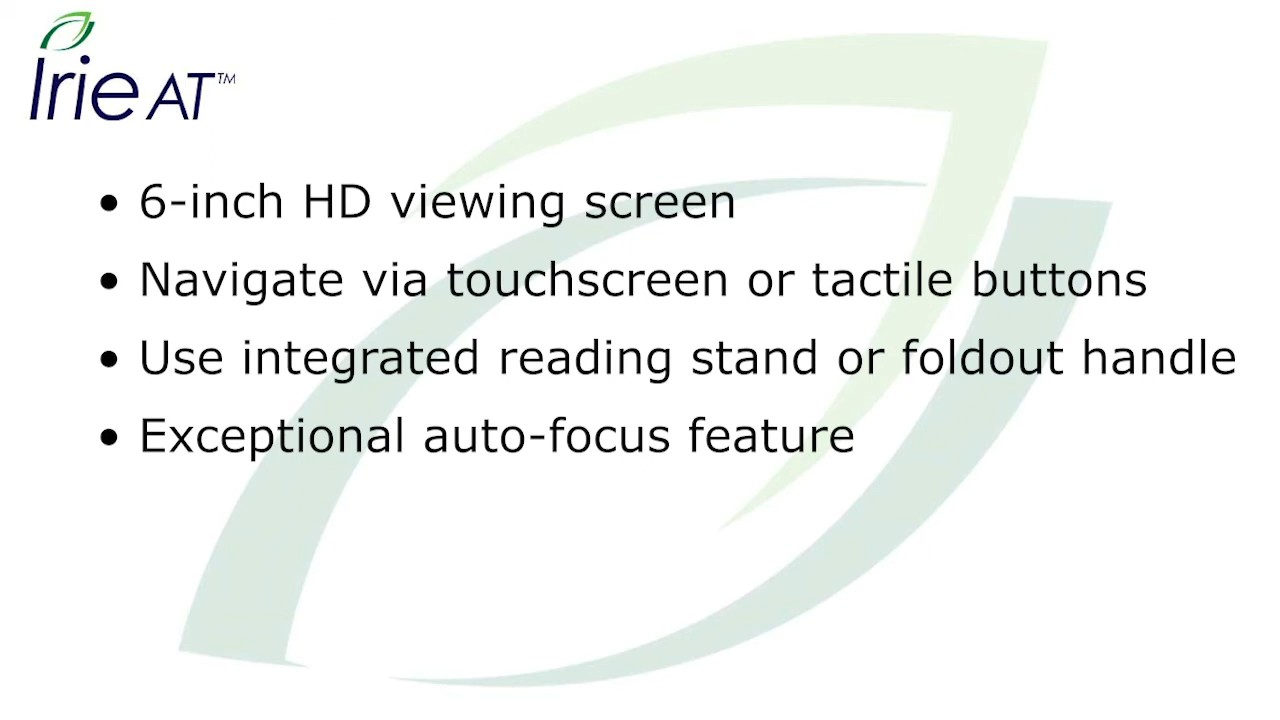 Irie AT™
• 6-inch HD viewing screen
• Navigate via touchscreen or tactile buttons
• Use integrated reading stand or foldout handle
• Exceptional auto-focus feature